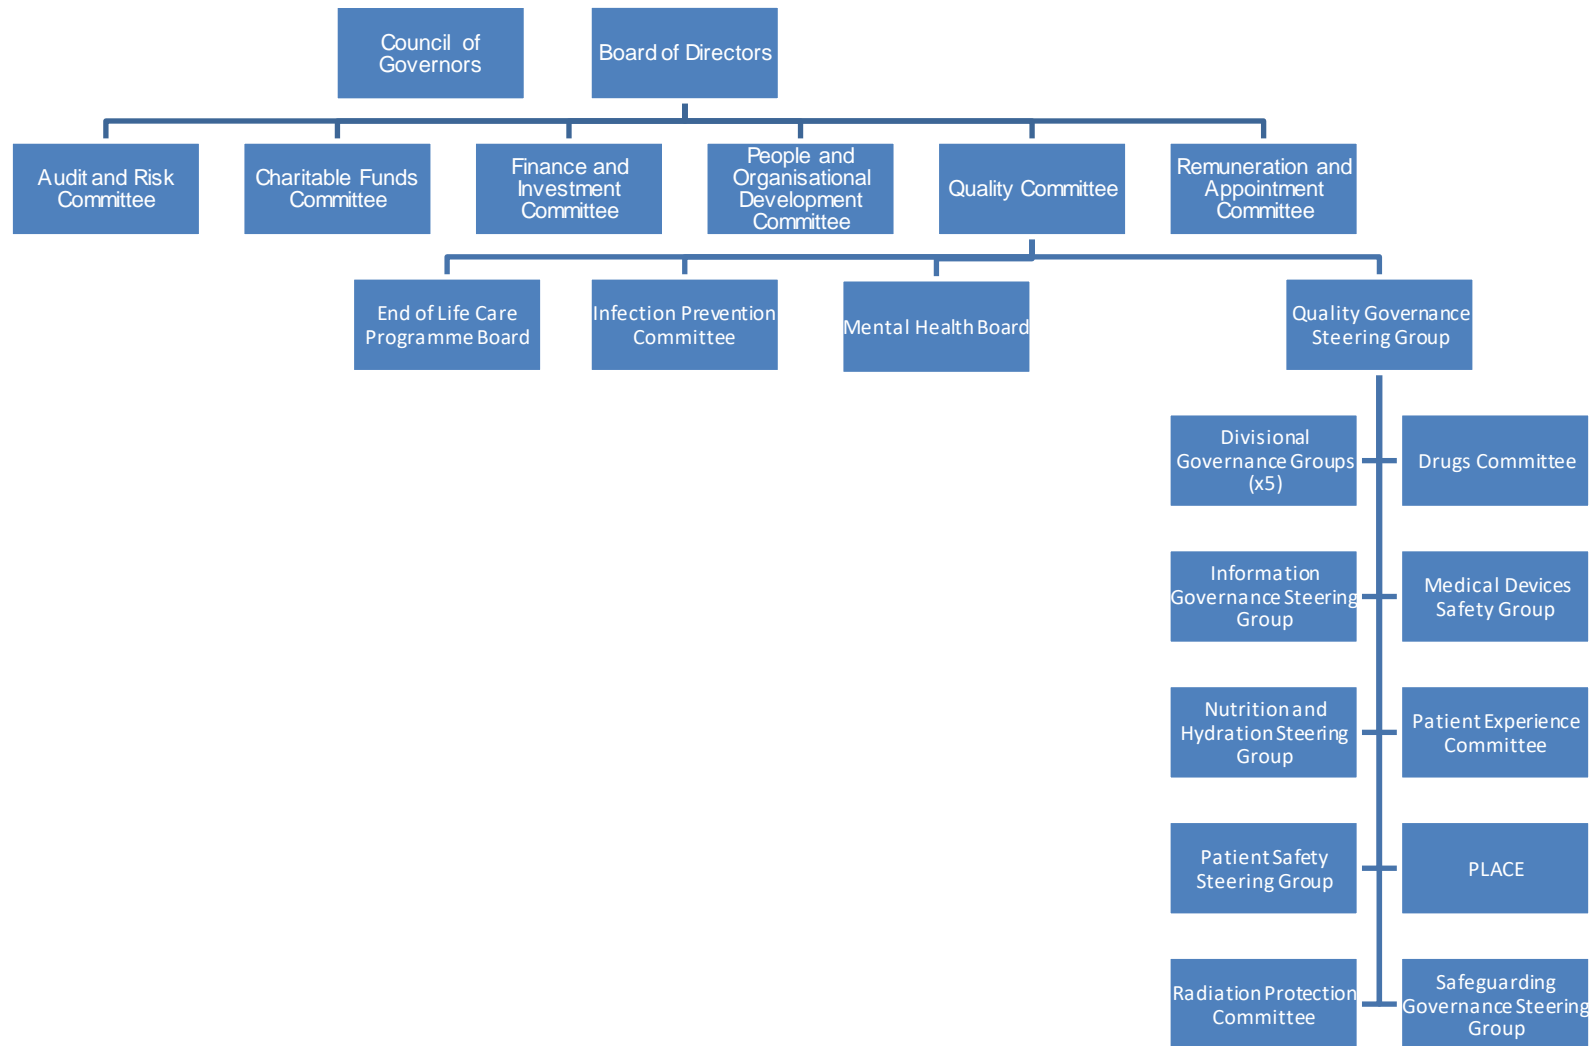 Council of
Governors
Board of Directors
Audit and Risk
Committee
Charitable Funds
Committee
Finance and
Investment
Committee
People and
Organisational
Development
Committee
Quality Committee
Remuneration and
Appointment
Committee
End of Life Care
Programme Board
Infection Prevention
Committee
Mental Health Board
Quality Governance
Steering Group
Divisional
Governance Groups
(x5)
Drugs Committee
Information
Governance Steering
Group
Medical Devices
Safety Group
Nutrition and
Hydration Steering
Group
Patient Experience
Committee
Patient Safety
Steering Group
PLACE
Radiation Protection
Committee
Safeguarding
Governance Steering
Group